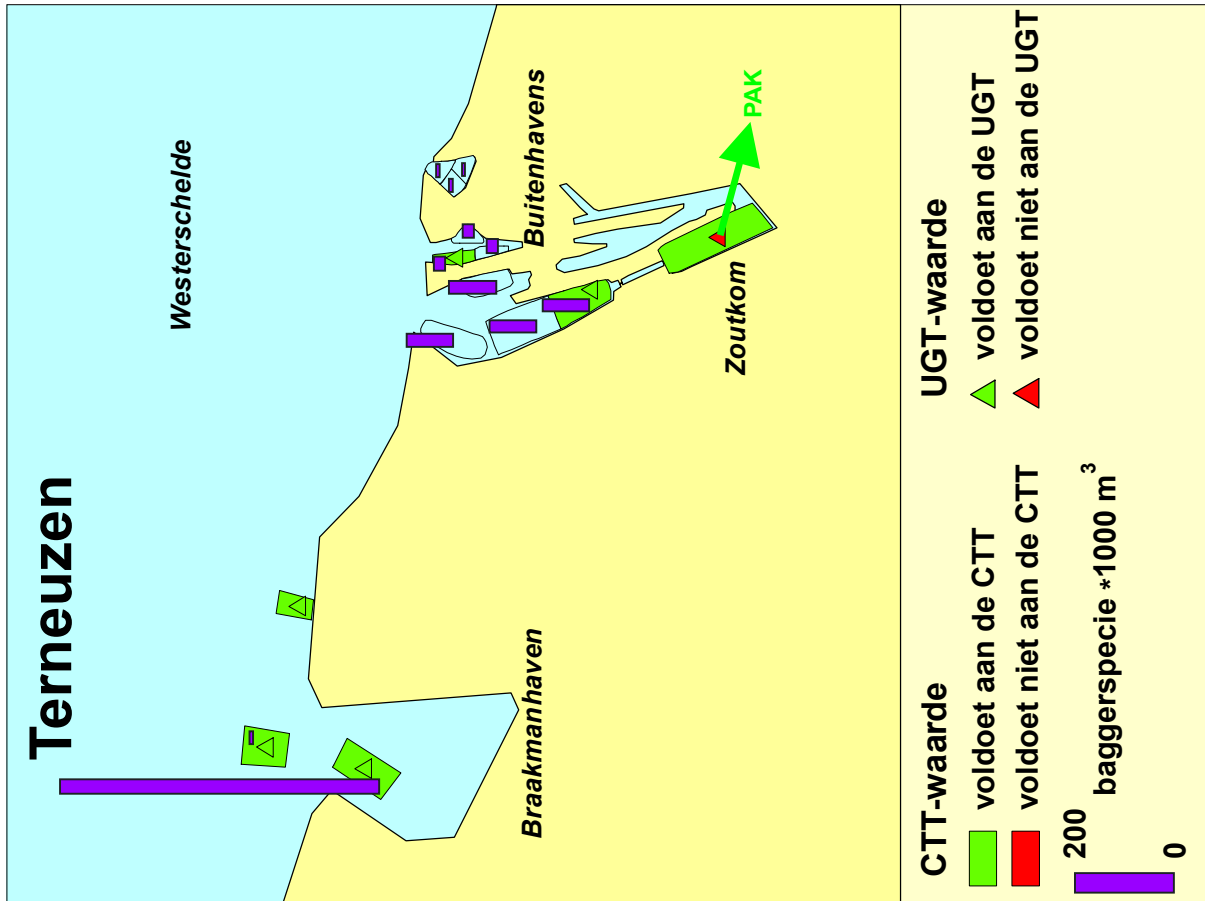 Terneuzen
Westerschelde
Braakmanhaven
Buitenhavens
Zoutkom
PAK
CTT-waarde
voldoet aan de CTT
voldoet niet aan de CTT
UGT-waarde
voldoet aan de UGT
voldoet niet aan de UGT
200
0
baggerspecie *1000 m³